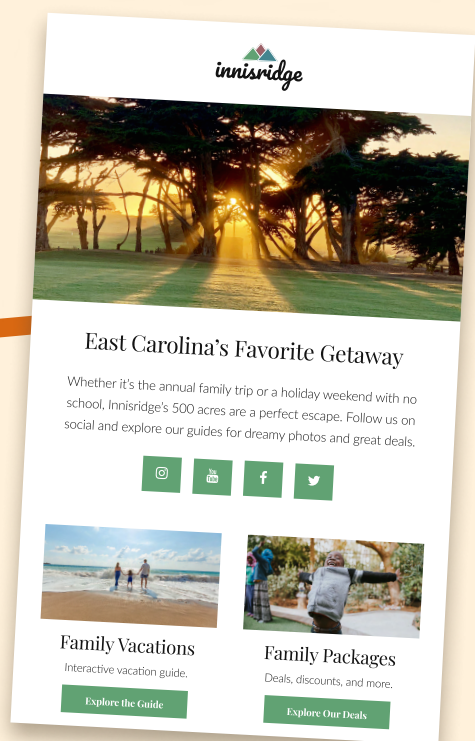 innisridge
East Carolina’s Favorite Getaway
Whether it’s the annual family trip or a holiday weekend with no
school, Innisridge’s 500 acres are a perfect escape. Follow us on
social and explore our guides for dreamy photos and great deals.
You
Tube
Family Vacations
Interactive vacation guide.
Explore the Guide
Family Packages
Deals, discounts, and more.
Explore Our Deals